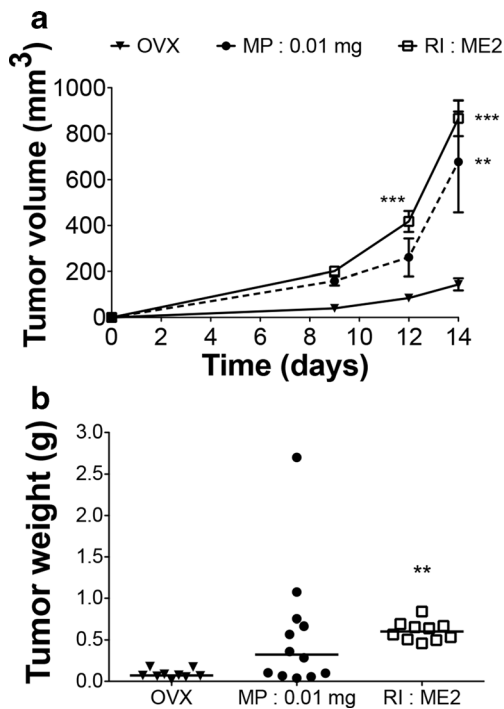 a
OVX MP : 0.01 mg RI : ME2
Tumor volume (mm3)
1000
800
600
400
200
0
***
***
**
0 2 4 6 8 10 12 14
Time (days)
b
Tumor weight (g)
3.0
2.5
2.0
1.5
1.0
0.5
0.0
**
OVX MP : 0.01 mg RI : ME2